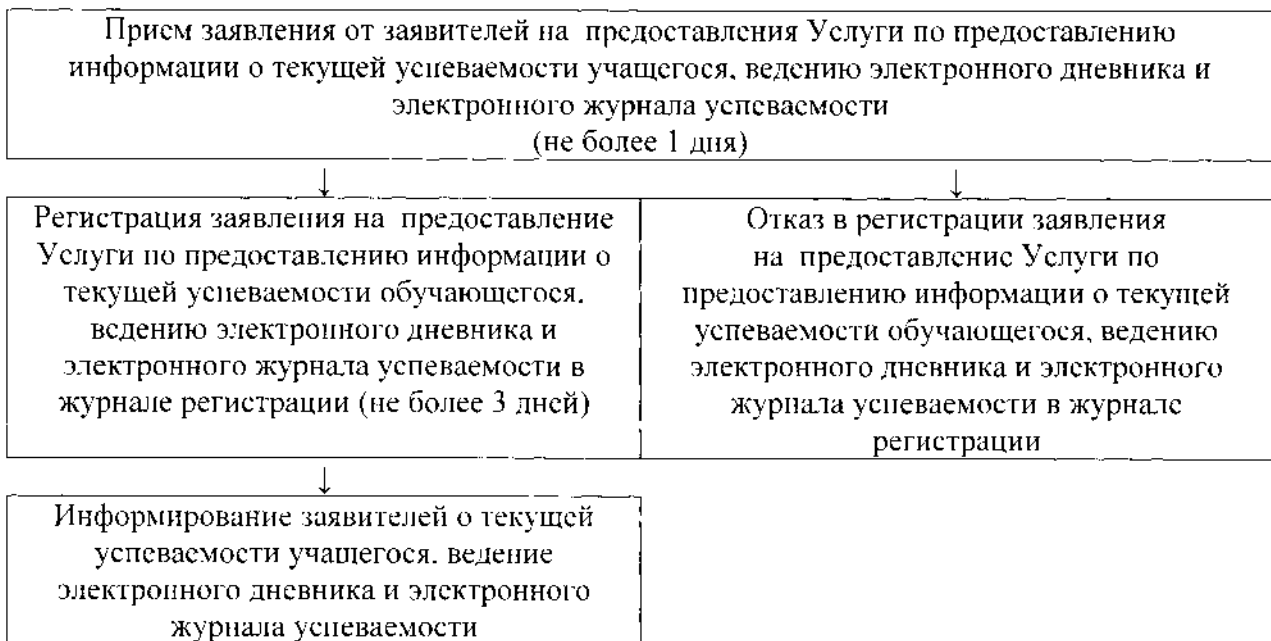 Прием заявления от заявителей на предоставления Услуги по предоставлению
информации о текущей успеваемости учащегося, ведению электронного дневника и
электронного журнала успеваемости
(не более 1 дня)
↓ ↓
Регистрация заявления на предоставление
Услуги по предоставлению информации о
текущей успеваемости обучающегося,
ведению электронного дневника и
электронного журнала успеваемости в
журнале регистрации (не более 3 дней)
Отказ в регистрации заявления
на предоставление Услуги по
предоставлению информации о текущей
успеваемости обучающегося, ведению
электронного дневника и электронного
журнала успеваемости в журнале
регистрации
↓
Информирование заявителей о текущей
успеваемости учащегося, ведение
электронного дневника и электронного
журнала успеваемости